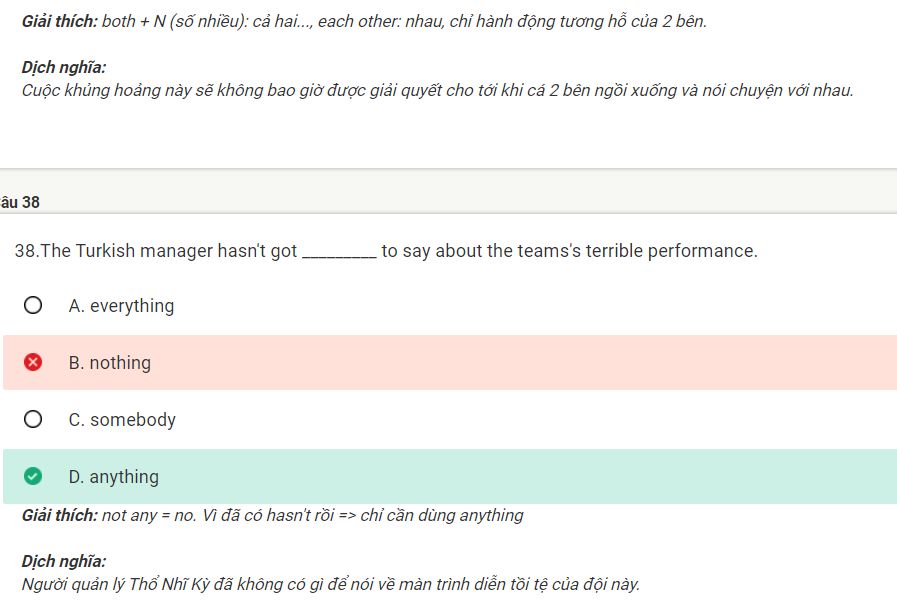 Giải thích: both + N (số nhiều): cả hai..., each other: nhau, chỉ hành động tương hỗ của 2 bên.
Dịch nghĩa:
Cuộc khủng hoảng này sẽ không bao giờ được giải quyết cho tới khi cá 2 bên ngồi xuống và nói chuyện với nhau.
âu 38
38.The Turkish manager hasn't got _________ to say about the teams's terrible performance.
A. everything
B. nothing
C. somebody
D. anything
Giải thích: not any = no. Vì đã có hasn't rồi => chỉ cần dùng anything
Dịch nghĩa:
Người quản lý Thổ Nhĩ Kỳ đã không có gì để nói về màn trình diễn tồi tệ của đội này.